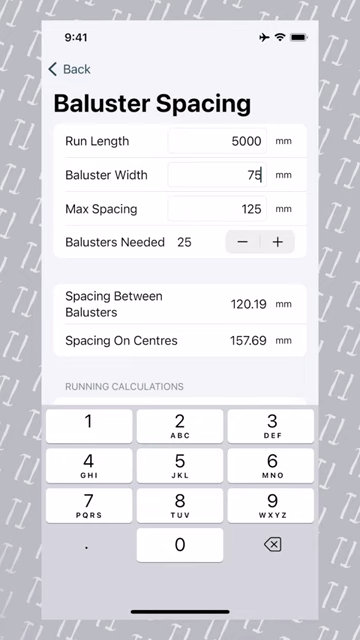 9:41
Back
Baluster Spacing
Run Length 5000 mm
Baluster Width 75 mm
Max Spacing 125 mm
Balusters Needed 25 − +
Spacing Between
Balusters 120.19 mm
Spacing On Centres 157.69 mm
RUNNING CALCULATIONS
1 2 3
ABC DEF
4 5 6
GHI JKL MNO
7 8 9
PQRS TUV WXYZ
. 0